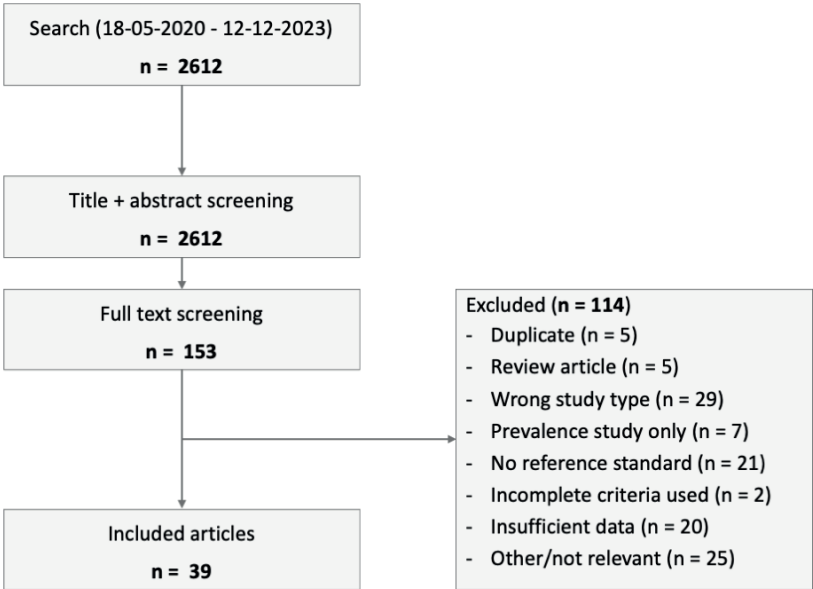 Search (18-05-2020 - 12-12-2023)
n = 2612
Title + abstract screening
n = 2612
Full text screening
n = 153
Excluded (n = 114)
- Duplicate (n = 5)
- Review article (n = 5)
- Wrong study type (n = 29)
- Prevalence study only (n = 7)
- No reference standard (n = 21)
- Incomplete criteria used (n = 2)
- Insufficient data (n = 20)
- Other/not relevant (n = 25)
Included articles
n = 39